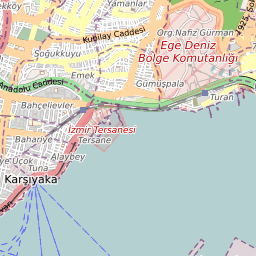 Yamanlar
Kubilay Caddesi
Soğukkuyu
Org.Nafiz Gürman
Ege Deniz
Bölge Komutanlığı
Emek
Anadolu Caddesi
Gümüşpala
Bahçelievler
Turan
İzmir Tersanesi
Bahariye
Tersane
Alaybey
Tuna
Karşıyaka